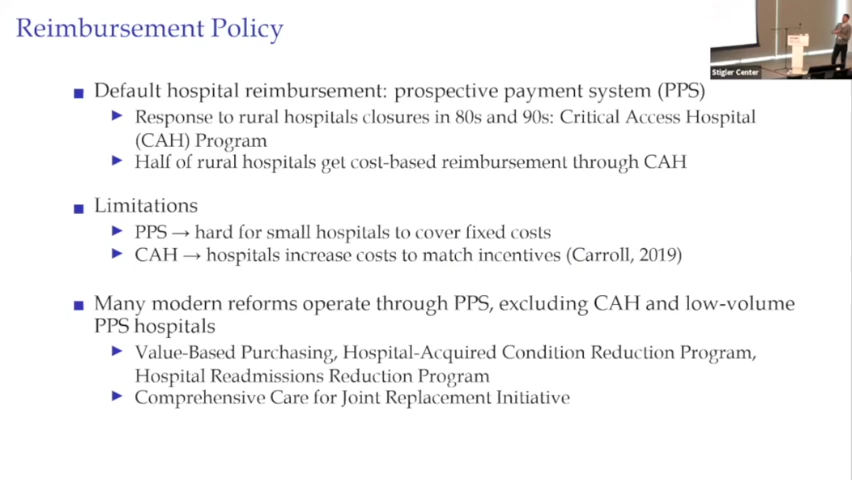 Reimbursement Policy
Stigler Center
■ Default hospital reimbursement: prospective payment system (PPS)
▶ Response to rural hospitals closures in 80s and 90s: Critical Access Hospital
(CAH) Program
▶ Half of rural hospitals get cost-based reimbursement through CAH
■ Limitations
▶ PPS → hard for small hospitals to cover fixed costs
▶ CAH → hospitals increase costs to match incentives (Carroll, 2019)
■ Many modern reforms operate through PPS, excluding CAH and low-volume
PPS hospitals
▶ Value-Based Purchasing, Hospital-Acquired Condition Reduction Program,
Hospital Readmissions Reduction Program
▶ Comprehensive Care for Joint Replacement Initiative